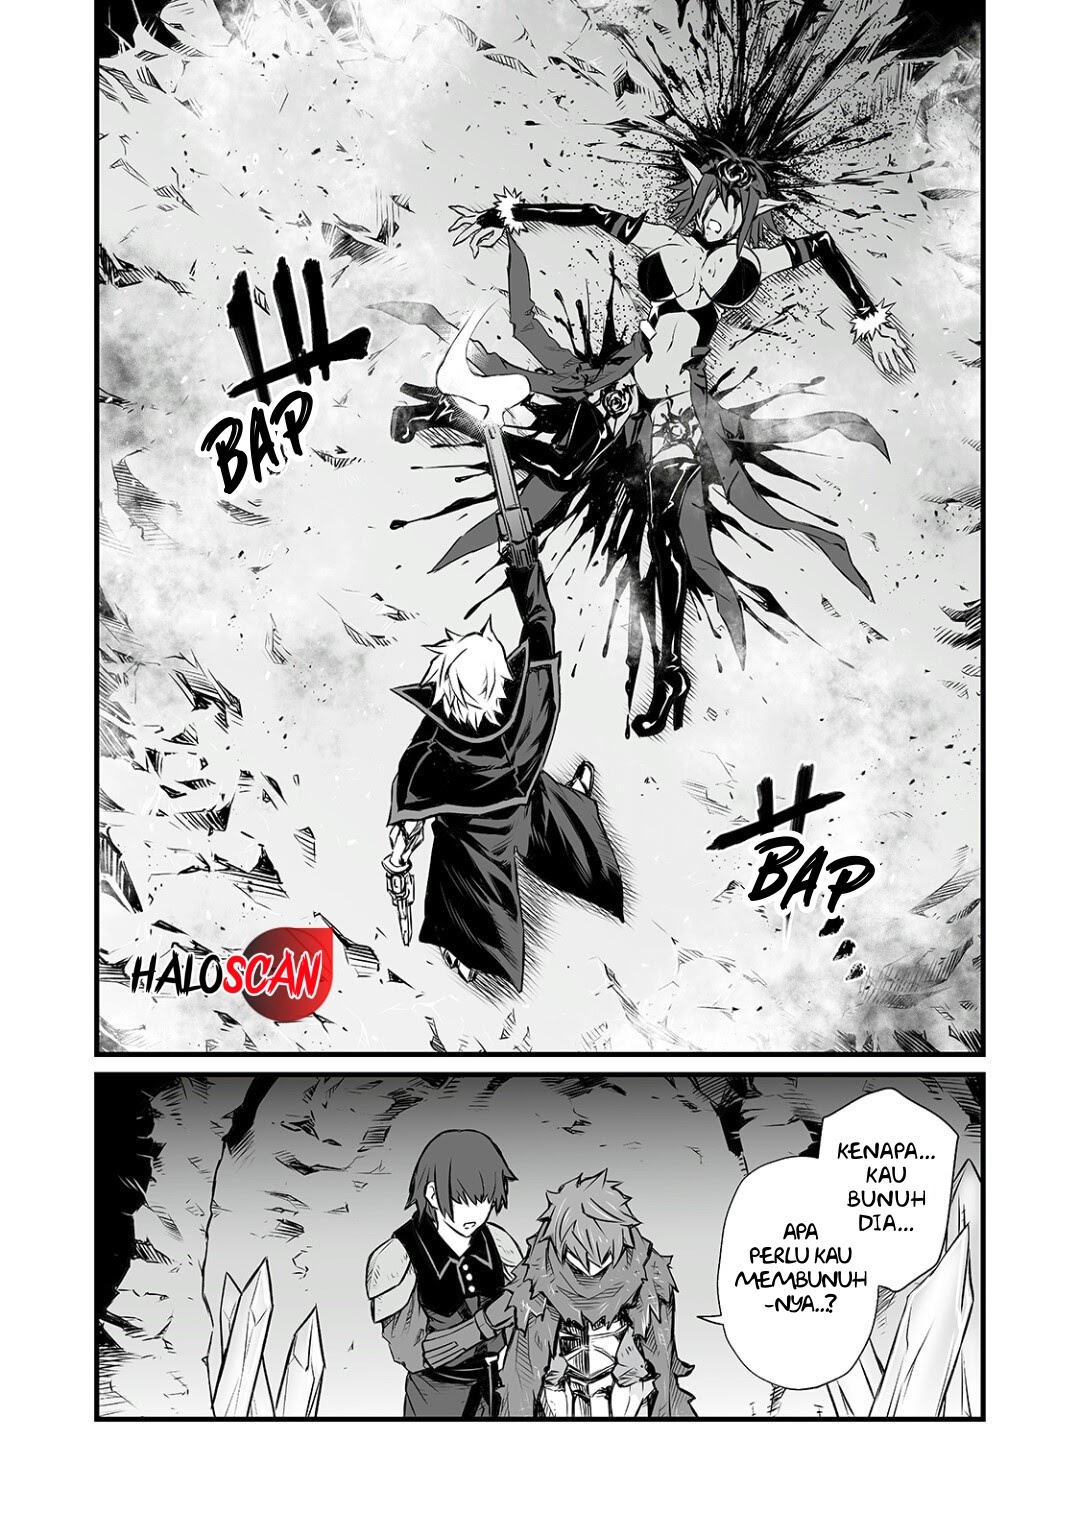 BAP
BAP
HALOSCAN
KENAPA...
KAU
BUNUH
DIA...
APA
PERLU KAU
MEMBUNUH
-NYA...?